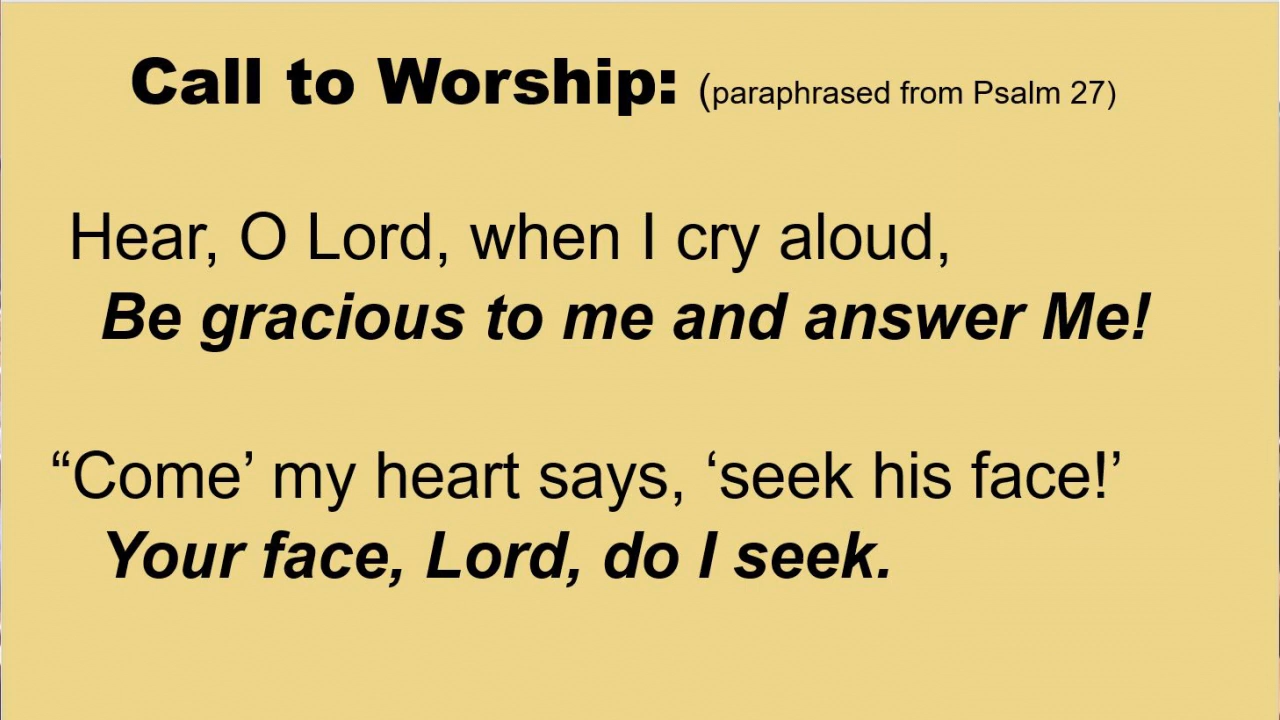 Call to Worship: (paraphrased from Psalm 27)
Hear, O Lord, when I cry aloud,
Be gracious to me and answer Me!
“Come’ my heart says, ‘seek his face!’
Your face, Lord, do I seek.